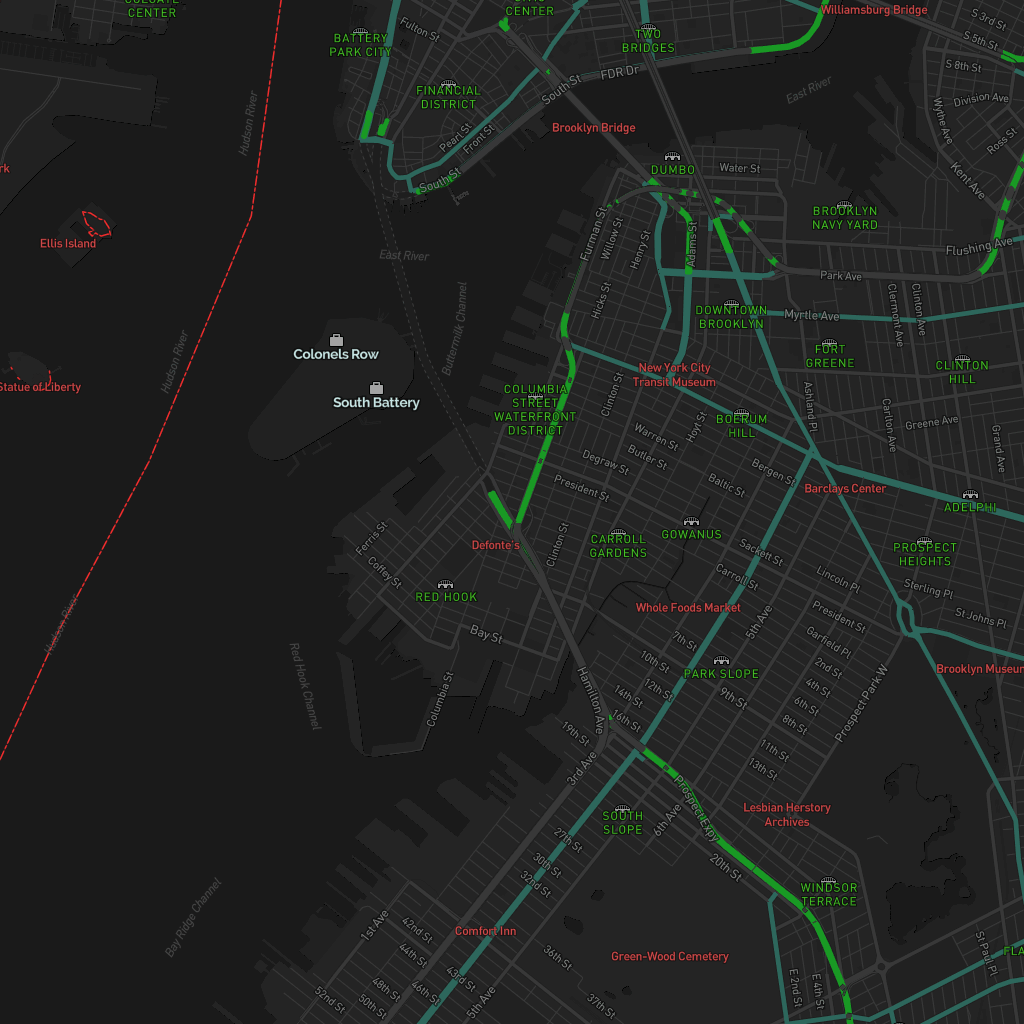 COLGATE
CENTER
CIVIC
CENTER
Williamsburg Bridge
Fulton St
S 3rd St
BATTERY
PARK CITY
TWO
BRIDGES
S 5th St
S 8th St
FDR Dr
South St
FINANCIAL
DISTRICT
East River
Division Ave
Hudson River
Wythe Ave
Pearl St
Front St
Brooklyn Bridge
Ross St
DUMBO
Water St
Kent Ave
rk
South St
BROOKLYN
NAVY YARD
Ellis Island
Furman St
Willow St
Henry St
Adams St
Flushing Ave
East River
Park Ave
Hicks St
Buttermilk Channel
Clermont Ave
Clinton Ave
DOWNTOWN
BROOKLYN
Myrtle Ave
Hudson River
Colonels Row
FORT
GREENE
CLINTON
HILL
Statue of Liberty
New York City
Transit Museum
South Battery
COLUMBIA
STREET
WATERFRONT
DISTRICT
Clinton St
Ashland Pl
Carlton Ave
Greene Ave
Grand Ave
Hoyt St
BOERUM
HILL
Warren St
Butler St
Degraw St
Bergen St
Baltic St
President St
Barclays Center
ADELPHI
Ferris St
Defonte's
Clinton St
CARROLL
GARDENS
GOWANUS
Sackett St
PROSPECT
HEIGHTS
Coffey St
Carroll St
Lincoln Pl
Sterling Pl
RED HOOK
Whole Foods Market
5th Ave
President St
St Johns Pl
Hudson River
Bay St
7th St
Garfield Pl
Red Hook Channel
10th St
2nd St
Brooklyn Museum
PARK SLOPE
Columbia St
Hamilton Ave
12th St
14th St
9th St
4th St
6th St
Prospect Park W
16th St
8th St
19th St
11th St
13th St
3rd Ave
Prospect Expy
Lesbian Herstory
Archives
SOUTH
SLOPE
6th Ave
27th St
20th St
30th St
32nd St
WINDSOR
TERRACE
Bay Ridge Channel
1st Ave
42nd St
Comfort Inn
44th St
36th St
Green-Wood Cemetery
St Paul Pl
FLA
43rd St
48th St
46th St
E 2nd St
E 4th St
52nd St
50th St
5th Ave
37th St